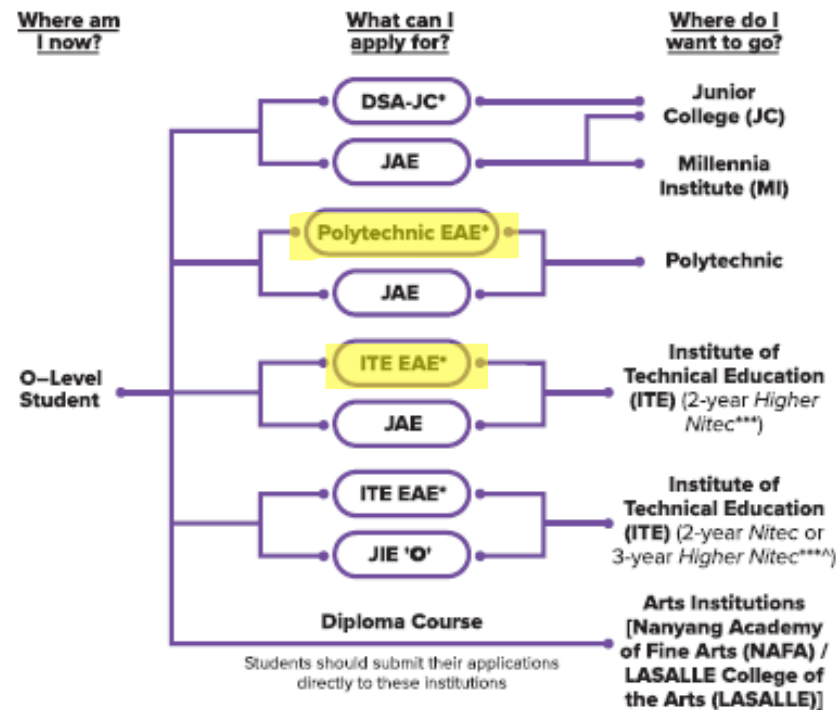 Where am
I now?
What can I
apply for?
Where do I
want to go?
DSA-JC*
Junior
College (JC)
JAE
Millennia
Institute (MI)
Polytechnic EAE*
Polytechnic
JAE
O–Level
Student
ITE EAE*
JAE
Institute of
Technical Education
(ITE) (2-year Higher
Nitec***)
ITE EAE*
JIE 'O'
Institute of
Technical Education
(ITE) (2-year Nitec or
3-year Higher Nitec***^)
Diploma Course
Students should submit their applications
directly to these institutions
Arts Institutions
[Nanyang Academy
of Fine Arts (NAFA) /
LASALLE College of
the Arts (LASALLE)]